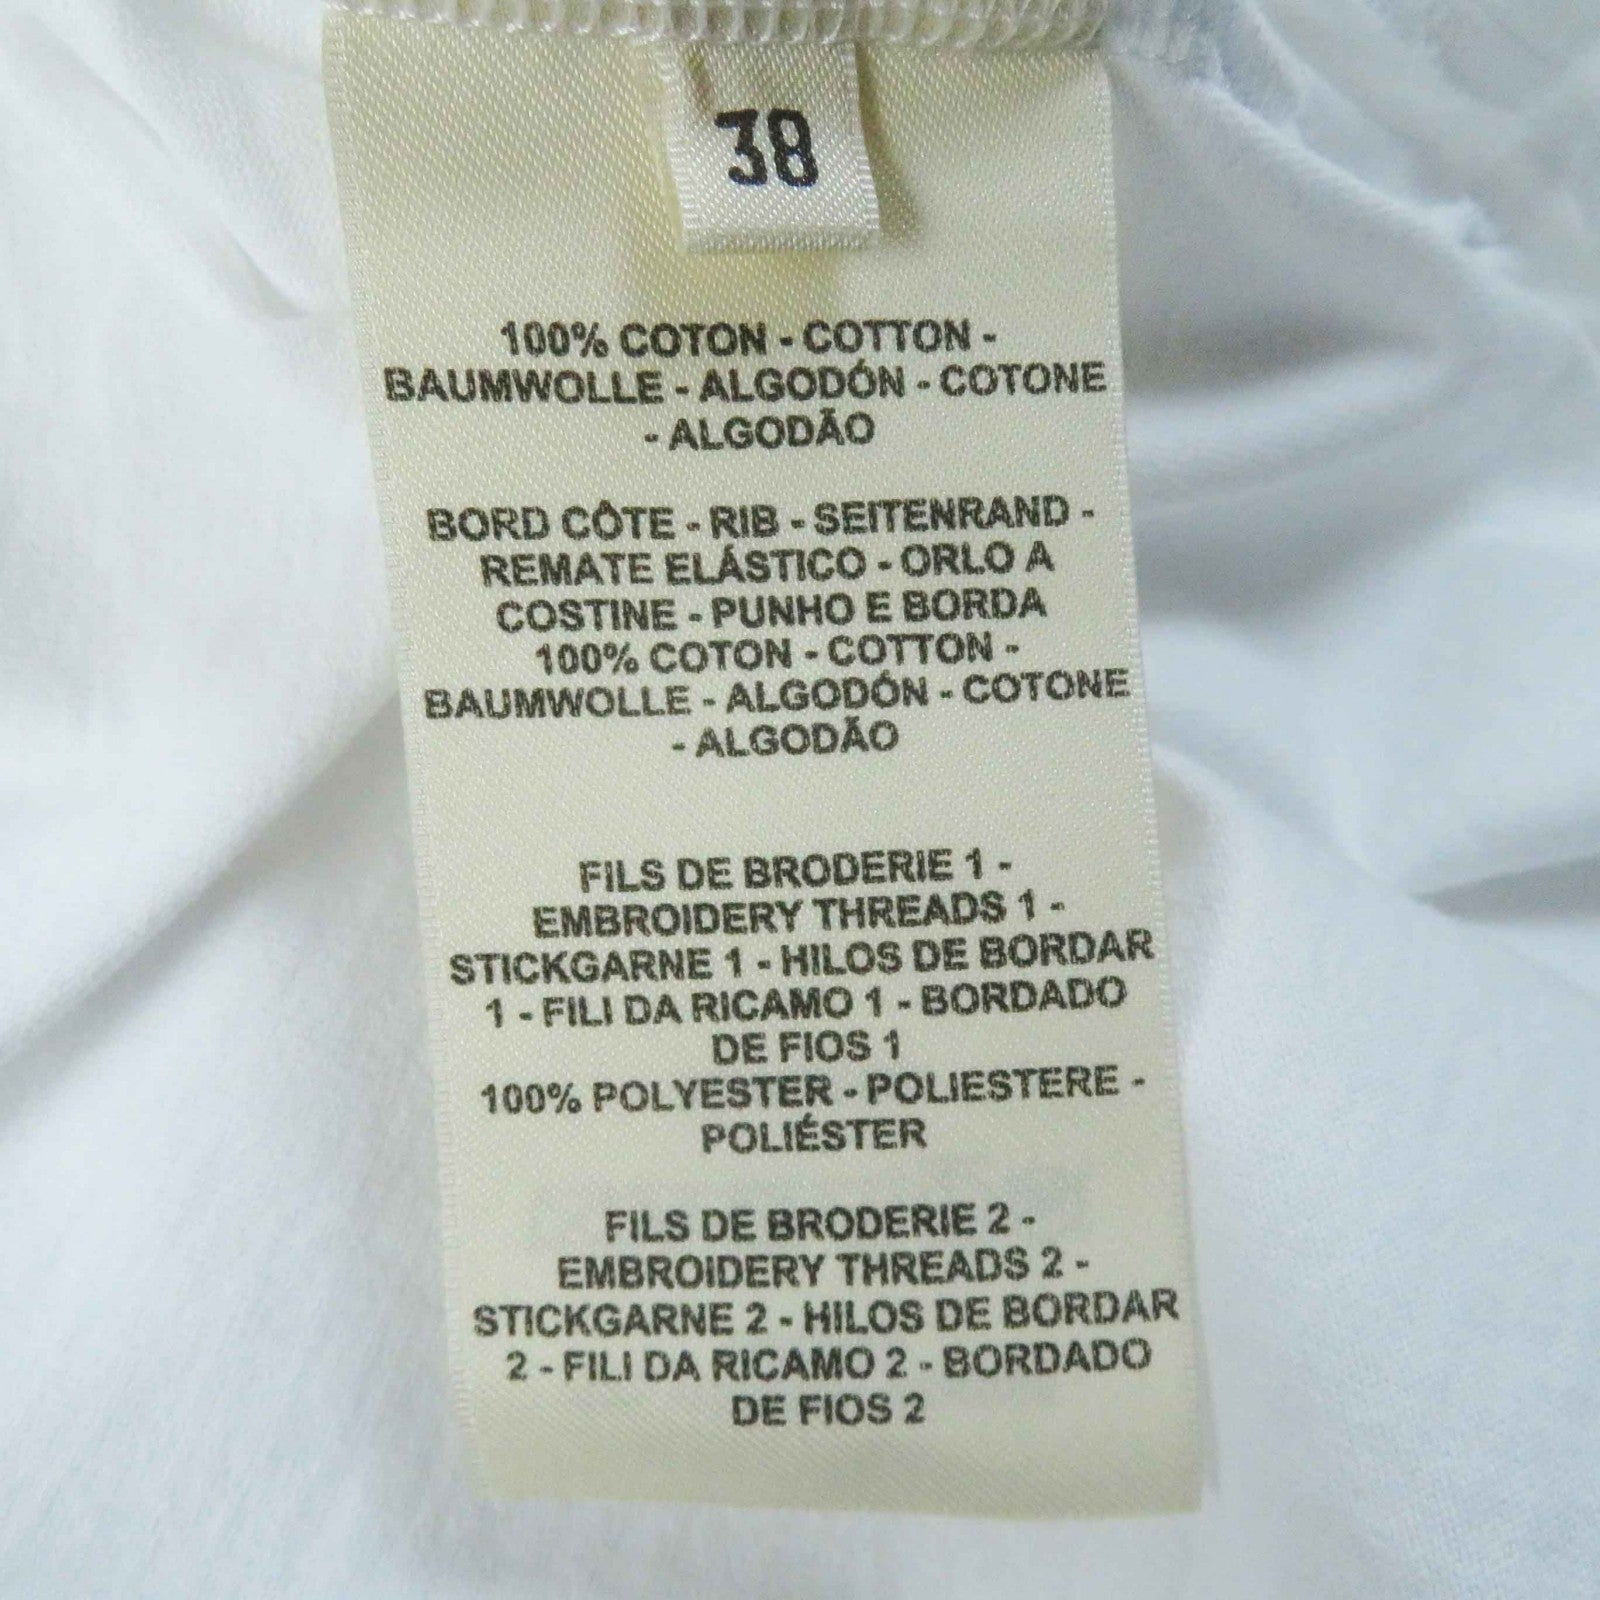 38
100% COTON - COTTON -
BAUMWOLLE - ALGODÓN - COTONE
- ALGODÃO
BORD CÔTE - RIB - SEITENRAND -
REMATE ELÁSTICO - ORLO A
COSTINE - PUNHO E BORDA
100% COTON - COTTON -
BAUMWOLLE - ALGODÓN - COTONE
- ALGODÃO
FILS DE BRODERIE 1 -
EMBROIDERY THREADS 1 -
STICKGARNE 1 - HILOS DE BORDAR
1 - FILI DA RICAMO 1 - BORDADO
DE FIOS 1
100% POLYESTER - POLIESTERE -
POLIÉSTER
FILS DE BRODERIE 2 -
EMBROIDERY THREADS 2 -
STICKGARNE 2 - HILOS DE BORDAR
2 - FILI DA RICAMO 2 - BORDADO
DE FIOS 2